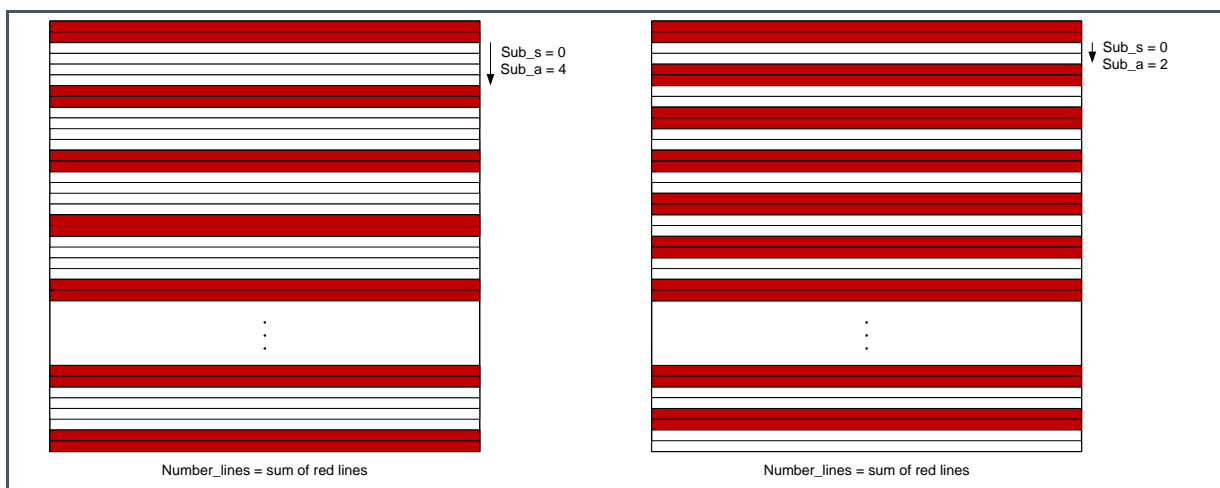 Sub_s = 0
Sub_a = 4
Number_lines = sum of red lines
Sub_s = 0
Sub_a = 2
Number_lines = sum of red lines